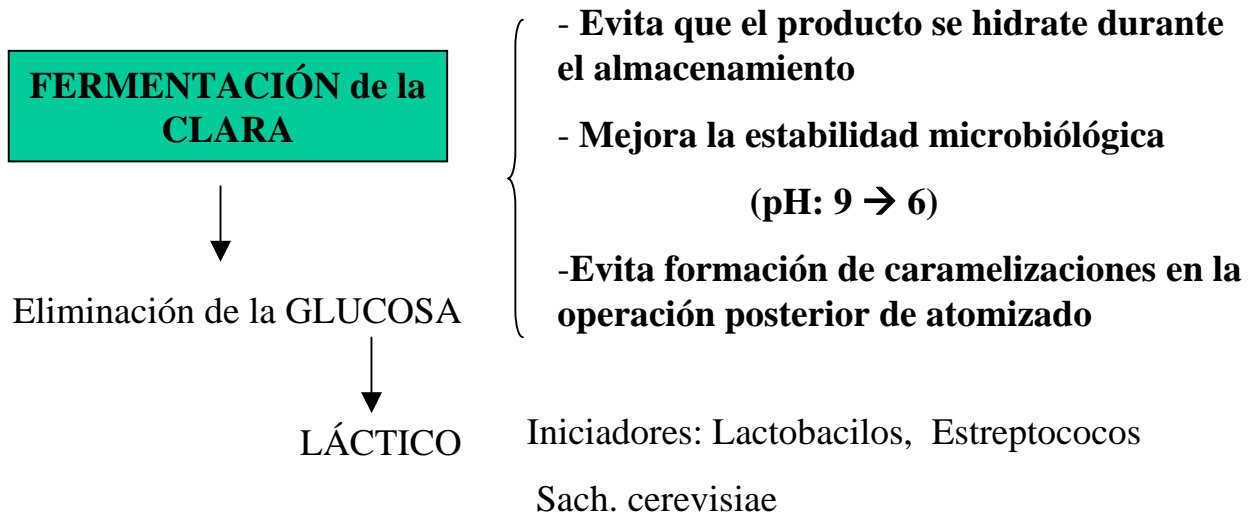 FERMENTACIÓN de la
CLARA
Eliminación de la GLUCOSA
LÁCTICO
- Evita que el producto se hidrate durante
el almacenamiento
- Mejora la estabilidad microbiólógica
(pH: 9 → 6)
-Evita formación de caramelizaciones en la
operación posterior de atomizado
Iniciadores: Lactobacilos, Estreptococos
Sach. cerevisiae